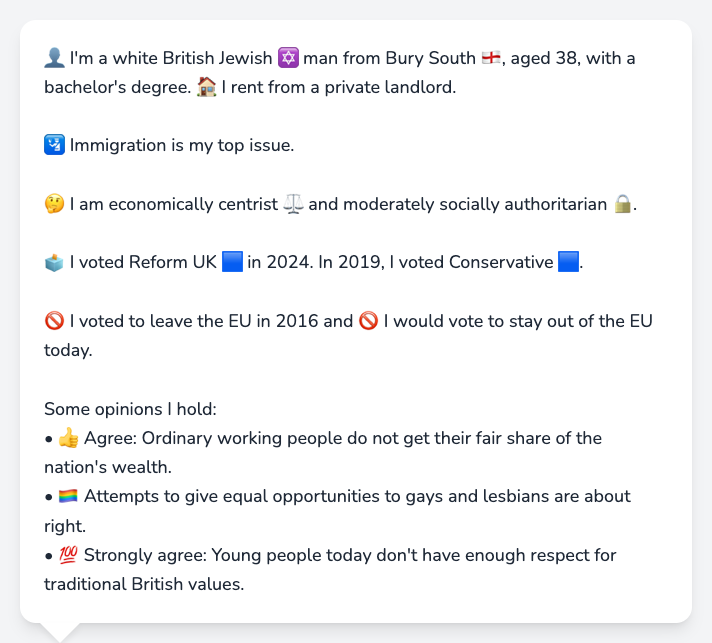 👤 I'm a white British Jewish ✡️ man from Bury South 🏴󠁧󠁢󠁥󠁮󠁧󠁿, aged 38, with a
bachelor's degree. 🏠 I rent from a private landlord.
🛂 Immigration is my top issue.
🤔 I am economically centrist ⚖️ and moderately socially authoritarian 🔒.
🗳️ I voted Reform UK 🟦 in 2024. In 2019, I voted Conservative 🟦.
🚫 I voted to leave the EU in 2016 and 🚫 I would vote to stay out of the EU
today.
Some opinions I hold:
• 👍 Agree: Ordinary working people do not get their fair share of the
nation's wealth.
• 🏳️‍🌈 Attempts to give equal opportunities to gays and lesbians are about
right.
• 💯 Strongly agree: Young people today don't have enough respect for
traditional British values.